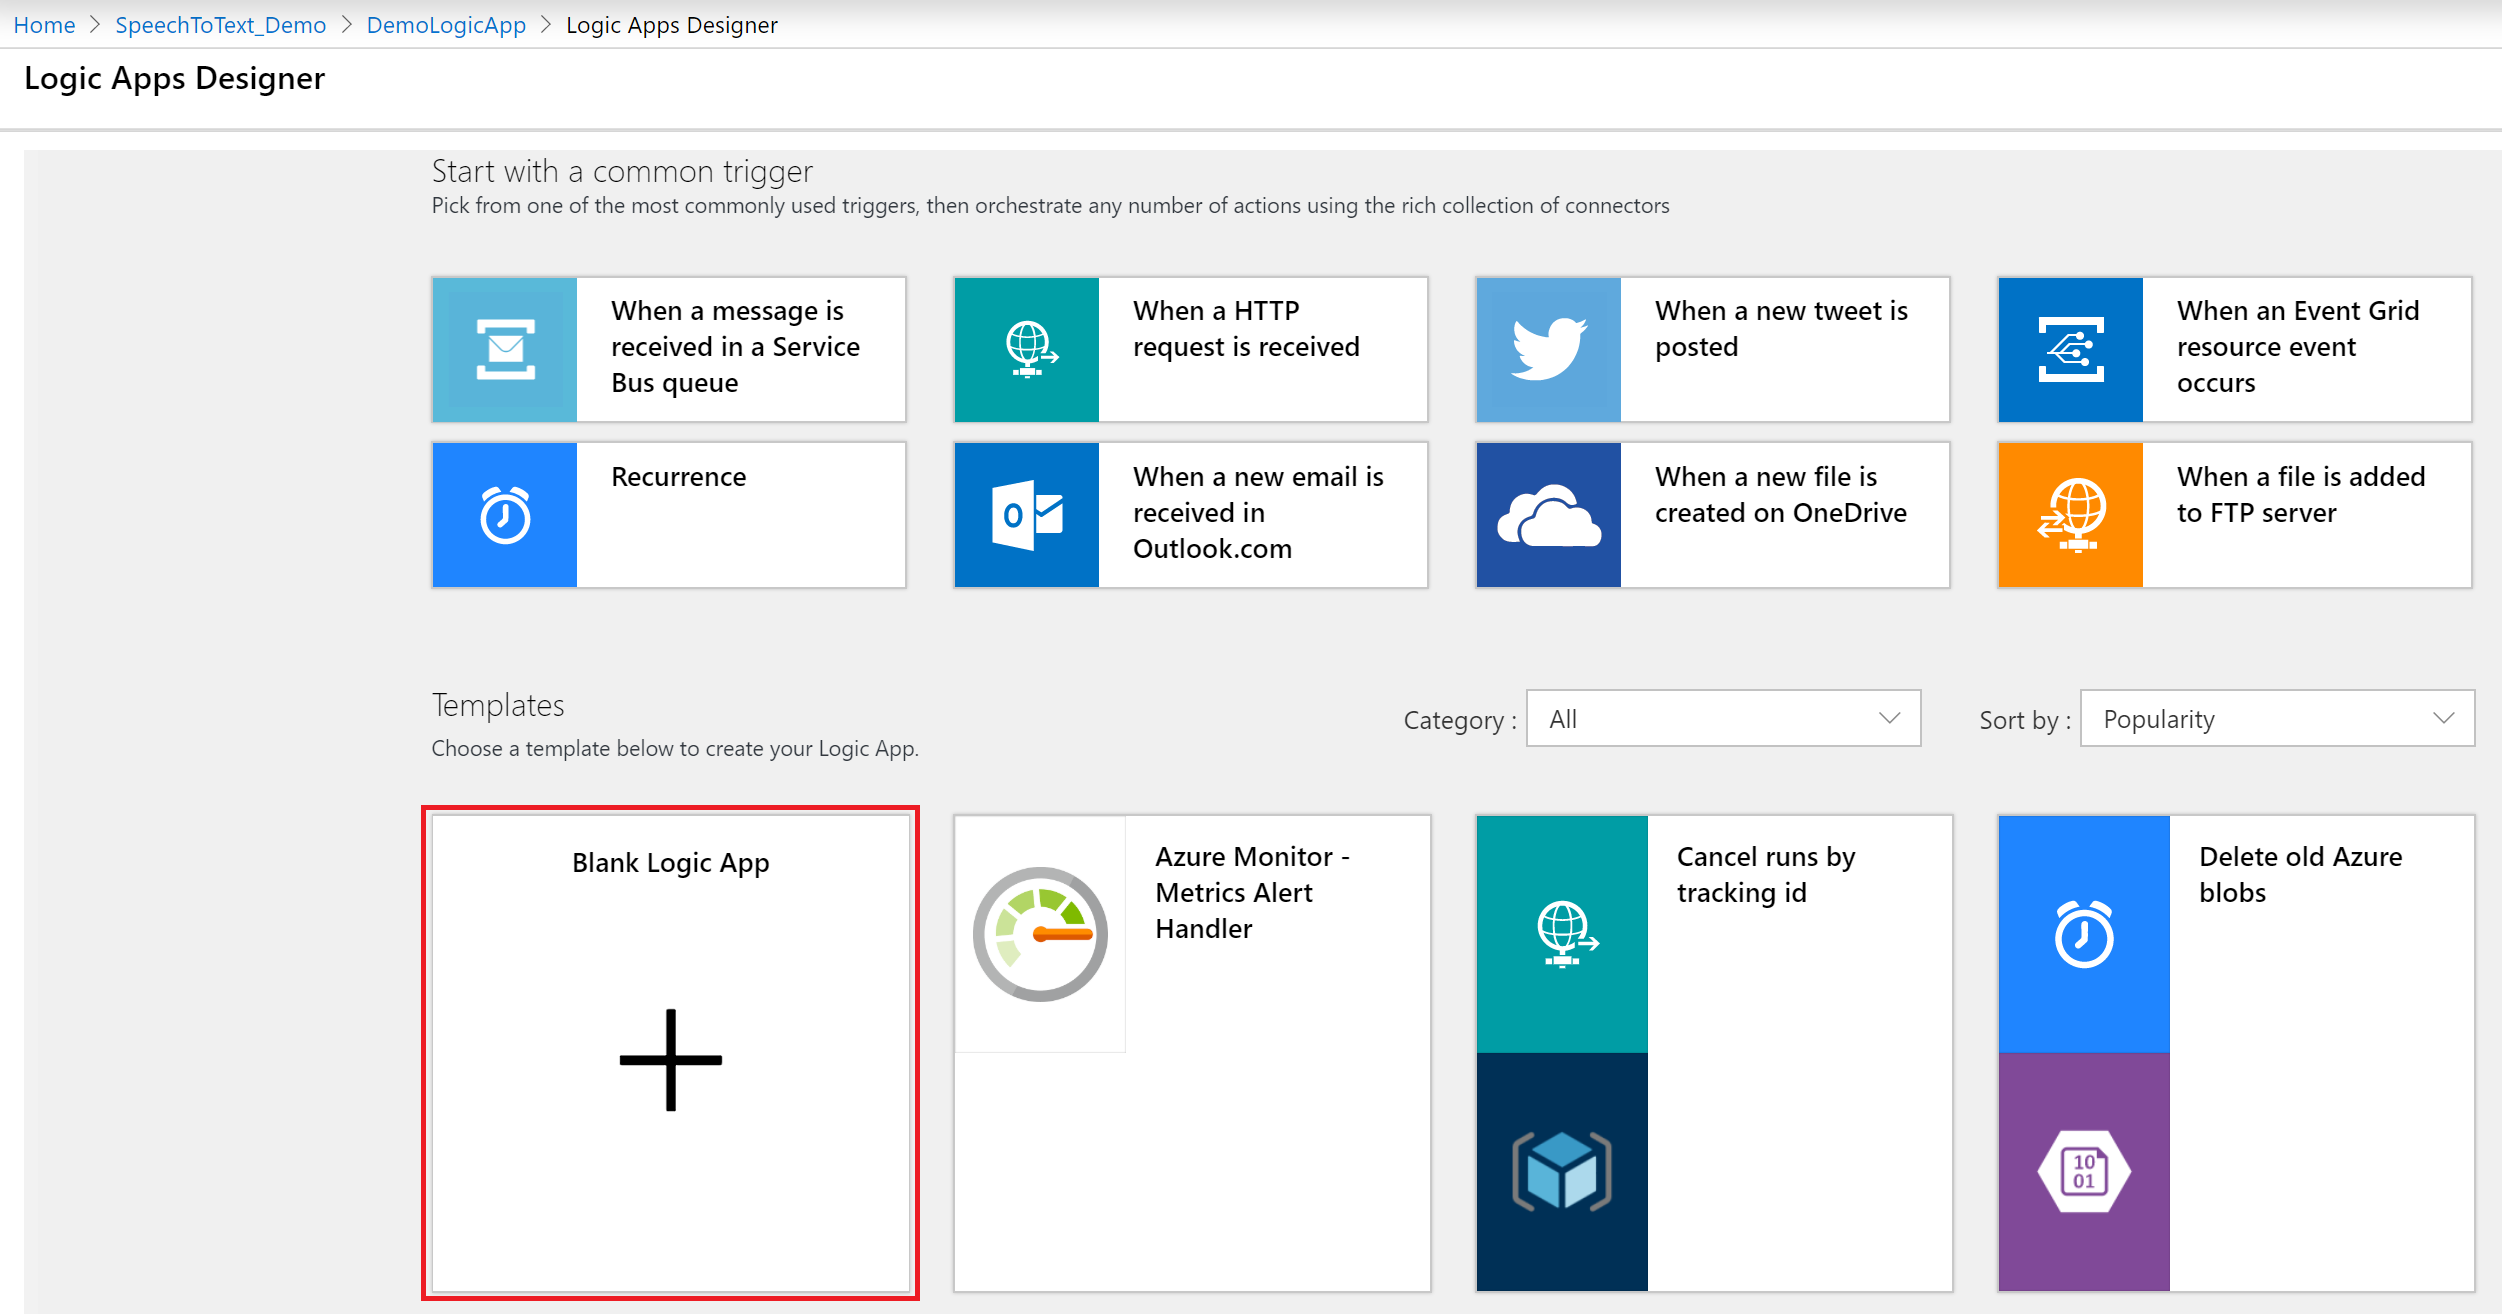 Home > SpeechToText_Demo > DemoLogicApp > Logic Apps Designer
Logic Apps Designer
Start with a common trigger
Pick from one of the most commonly used triggers, then orchestrate any number of actions using the rich collection of connectors
When a message is
received in a Service
Bus queue
When a HTTP
request is received
When a new tweet is
posted
When an Event Grid
resource event
occurs
Recurrence
When a new email is
received in
Outlook.com
When a new file is
created on OneDrive
When a file is added
to FTP server
Templates
Choose a template below to create your Logic App.
Category : All
Sort by : Popularity
Blank Logic App
Azure Monitor -
Metrics Alert
Handler
Cancel runs by
tracking id
Delete old Azure
blobs
10
01